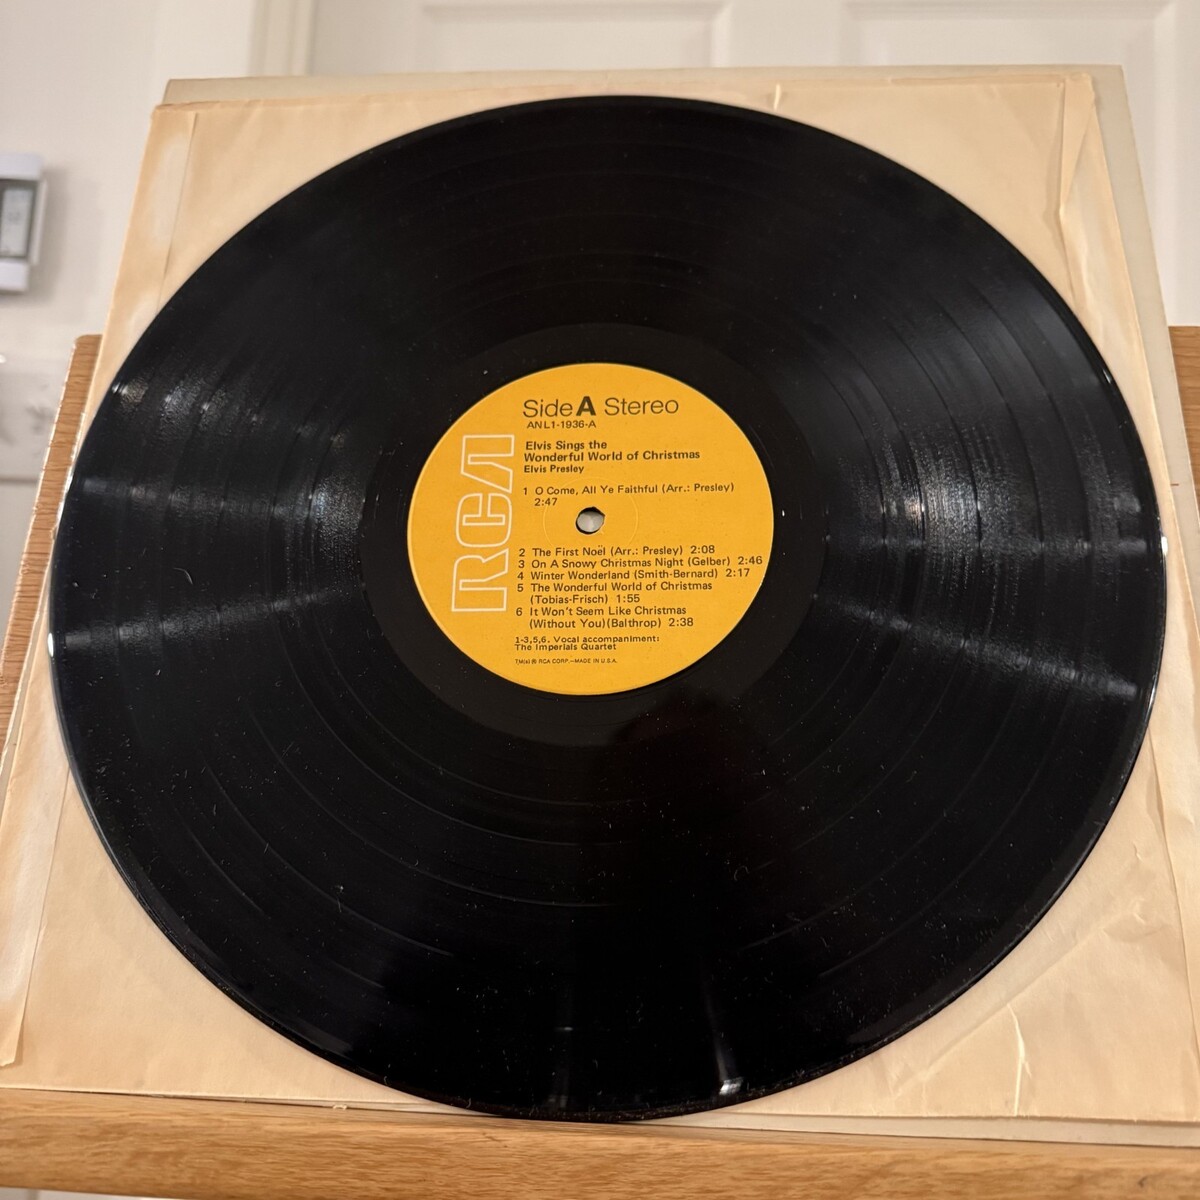 Side A Stereo
ANL1-1936-A
Elvis Sings the
Wonderful World of Christmas
Elvis Presley
1 O Come, All Ye Faithful (Arr.: Presley)
2:47
2 The First Noël (Arr.: Presley) 2:08
3 On A Snowy Christmas Night (Gelber) 2:46
4 Winter Wonderland (Smith-Bernard) 2:17
5 The Wonderful World of Christmas
(Tobias-Frisch) 1:55
6 It Won't Seem Like Christmas
(Without You)(Balthrop) 2:38
1-3,5,6. Vocal accompaniment:
The Imperials Quartet
TM(s) ® RCA CORP.—MADE IN U.S.A.
RCA